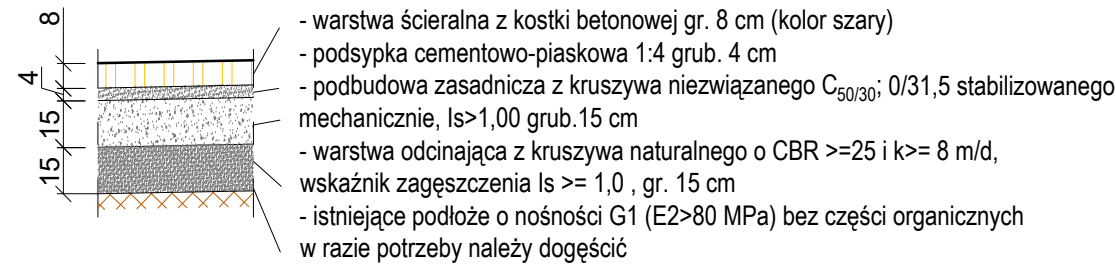 8
4
15
15
- warstwa ścieralna z kostki betonowej gr. 8 cm (kolor szary)
- podsypka cementowo-piaskowa 1:4 grub. 4 cm
- podbudowa zasadnicza z kruszywa niezwiązanego C50/30; 0/31,5 stabilizowanego
mechanicznie, Is>1,00 grub.15 cm
- warstwa odcinająca z kruszywa naturalnego o CBR >=25 i k>= 8 m/d,
wskaźnik zagęszczenia Is >= 1,0 , gr. 15 cm
- istniejące podłoże o nośności G1 (E2>80 MPa) bez części organicznych
w razie potrzeby należy dogęścić